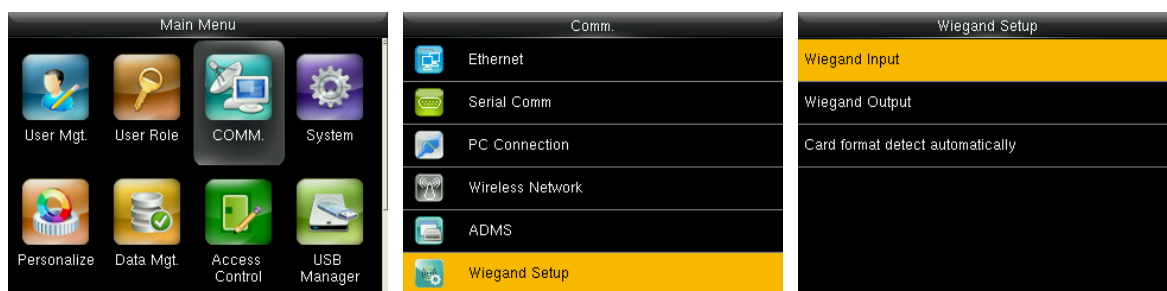 Main Menu
User Mgt.
User Role
COMM.
System
Personalize
Data Mgt.
Access
Control
USB
Manager
Comm.
Ethernet
Serial Comm
PC Connection
Wireless Network
ADMS
Wiegand Setup
Wiegand Setup
Wiegand Input
Wiegand Output
Card format detect automatically